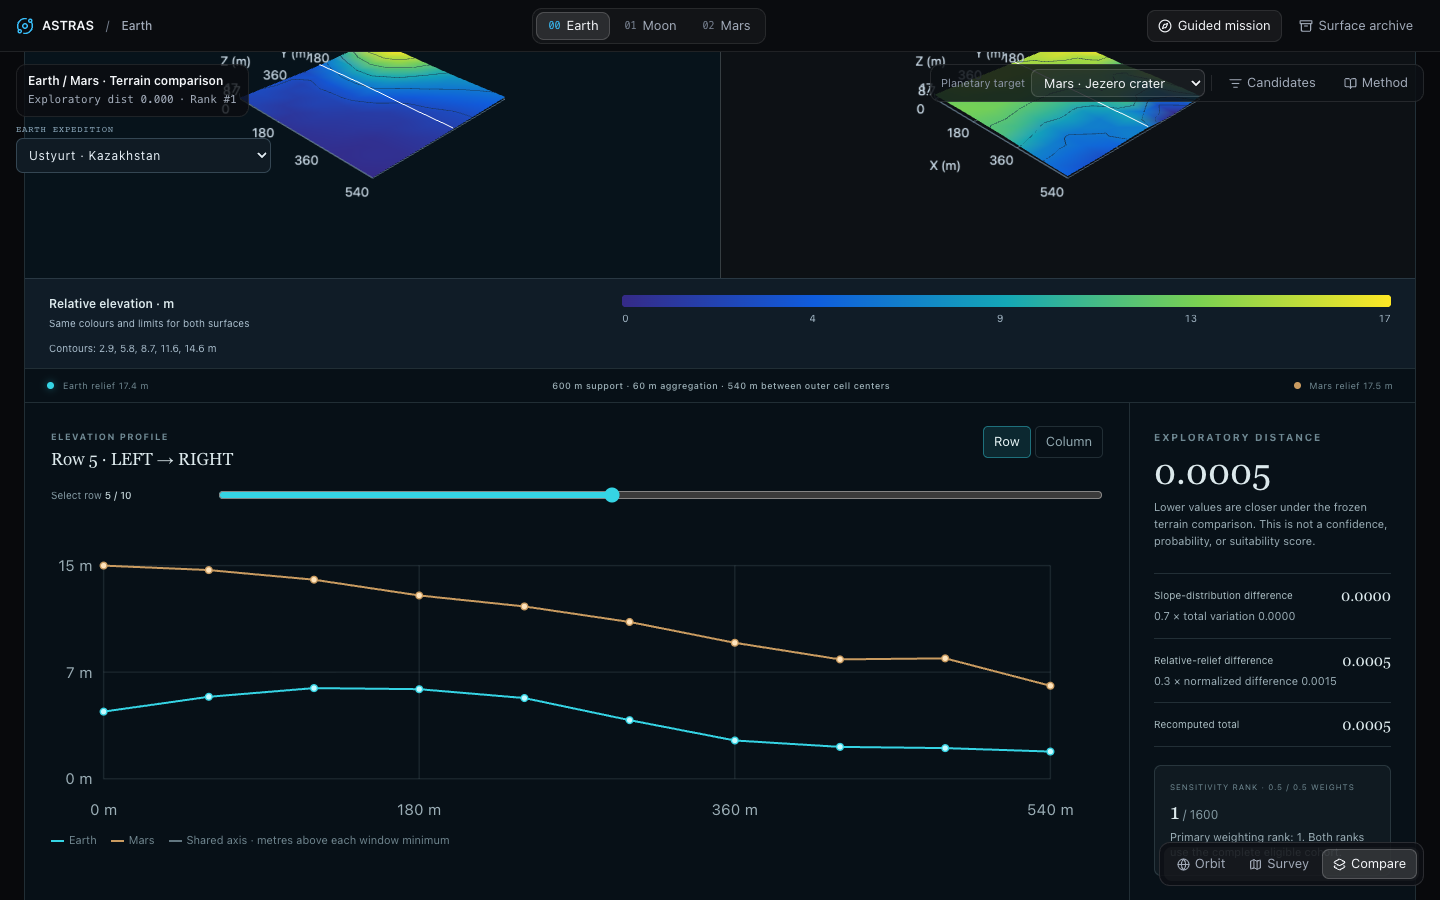 ASTRAS / Earth
00 Earth
01 Moon
02 Mars
Guided mission
Surface archive
Earth / Mars · Terrain comparison
Exploratory dist 0.000 · Rank #1
EARTH EXPEDITION
Ustyurt · Kazakhstan
Z (m)
Y (m)
180
360
0
180
360
540
Planetary target
Mars · Jezero crater
Candidates
Method
Z (m)
Y (m)
180
360
0
180
X (m)
360
540
Relative elevation · m
Same colours and limits for both surfaces
Contours: 2.9, 5.8, 8.7, 11.6, 14.6 m
0 4 9 13 17
Earth relief 17.4 m
600 m support · 60 m aggregation · 540 m between outer cell centers
Mars relief 17.5 m
ELEVATION PROFILE
Row 5 · LEFT → RIGHT
Row
Column
Select row 5 / 10
15 m
7 m
0 m
0 m 180 m 360 m 540 m
Earth
Mars
Shared axis · metres above each window minimum
EXPLORATORY DISTANCE
0.0005
Lower values are closer under the frozen
terrain comparison. This is not a confidence,
probability, or suitability score.
Slope-distribution difference 0.0000
0.7 × total variation 0.0000
Relative-relief difference 0.0005
0.3 × normalized difference 0.0015
Recomputed total 0.0005
SENSITIVITY RANK · 0.5 / 0.5 WEIGHTS
1 / 1600
Primary weighting rank: 1. Both ranks
Orbit
Survey
Compare